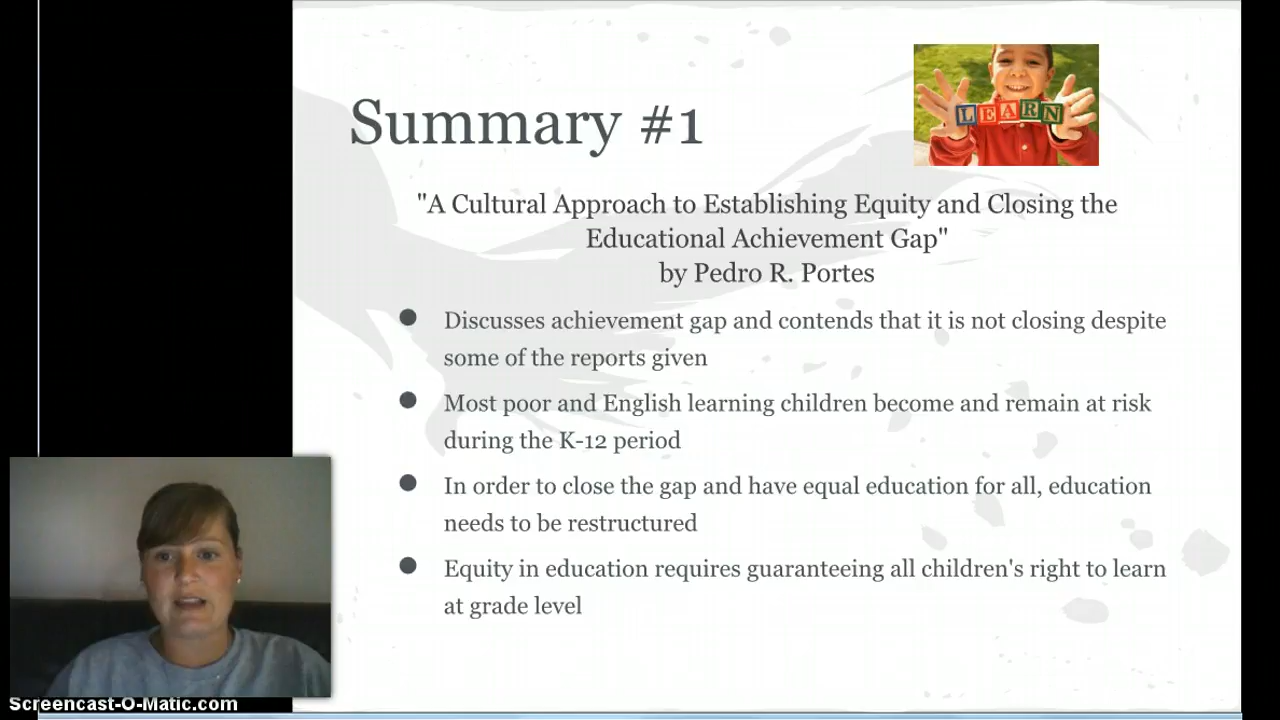 Summary #1
LEARN
"A Cultural Approach to Establishing Equity and Closing the
Educational Achievement Gap"
by Pedro R. Portes
● Discusses achievement gap and contends that it is not closing despite
some of the reports given
● Most poor and English learning children become and remain at risk
during the K-12 period
● In order to close the gap and have equal education for all, education
needs to be restructured
● Equity in education requires guaranteeing all children's right to learn
at grade level
Screencast-O-Matic.com